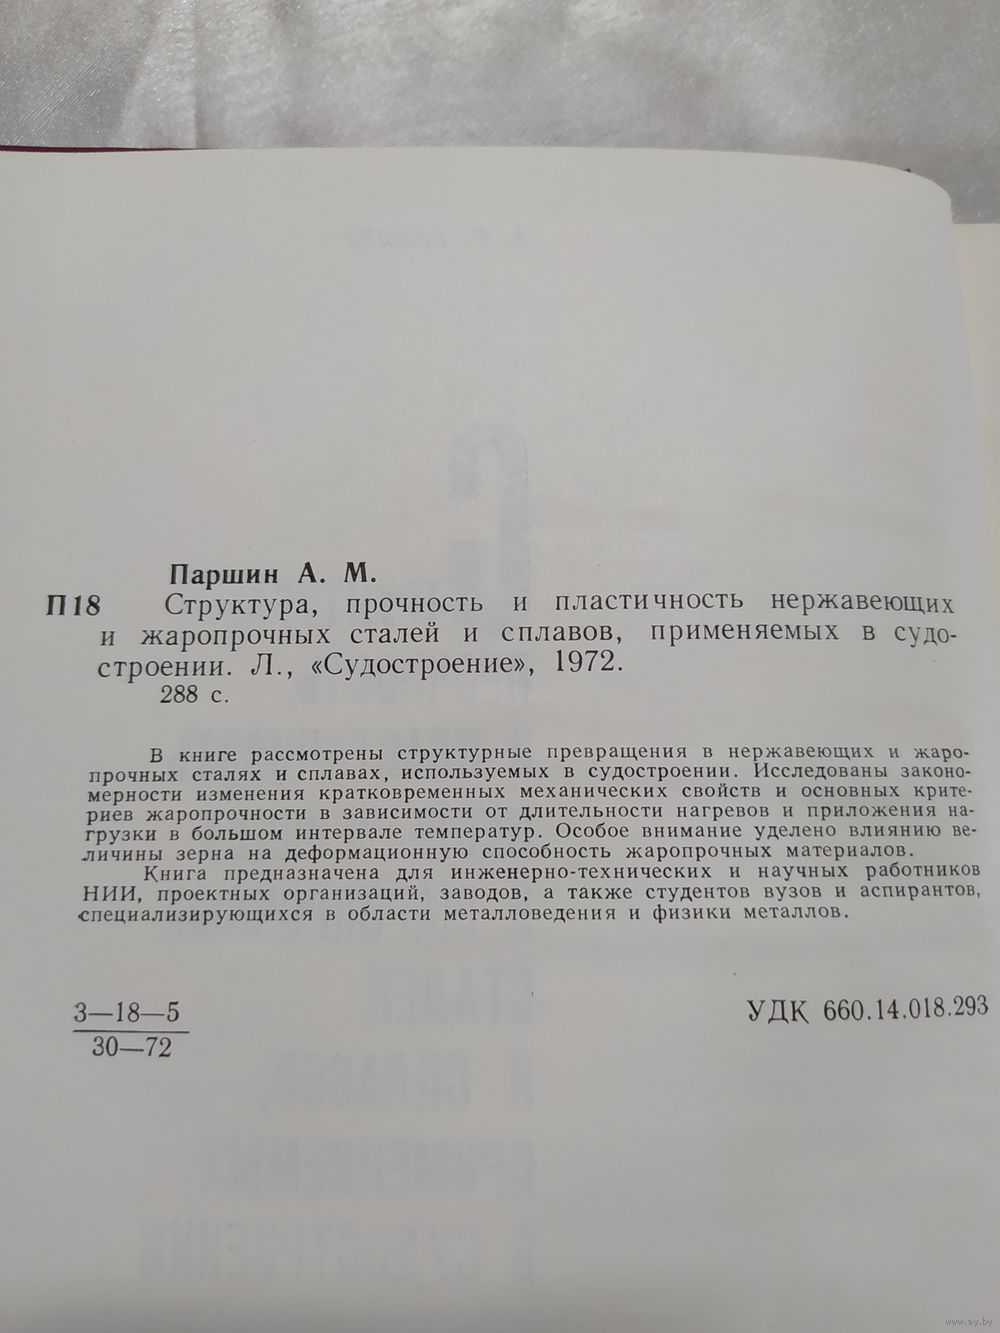 Паршин А. М.
П18 Структура, прочность и пластичность нержавеющих
и жаропрочных сталей и сплавов, применяемых в судо-
строении. Л., «Судостроение», 1972.
288 с.
В книге рассмотрены структурные превращения в нержавеющих и жаро-
прочных сталях и сплавах, используемых в судостроении. Исследованы законо-
мерности изменения кратковременных механических свойств и основных крите-
риев жаропрочности в зависимости от длительности нагревов и приложения на-
грузки в большом интервале температур. Особое внимание уделено влиянию ве-
личины зерна на деформационную способность жаропрочных материалов.
Книга предназначена для инженерно-технических и научных работников
НИИ, проектных организаций, заводов, а также студентов вузов и аспирантов,
специализирующихся в области металловедения и физики металлов.
3—18—5
30—72
УДК 660.14.018.293
www.ay.by